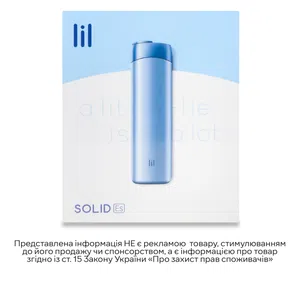 lil
lil
SOLID Ez
Представлена інформація НЕ є рекламою товару, стимулюванням
до його продажу чи спонсорством, а є інформацією про товар
згідно із ст. 15 Закону України «Про захист прав споживачів»